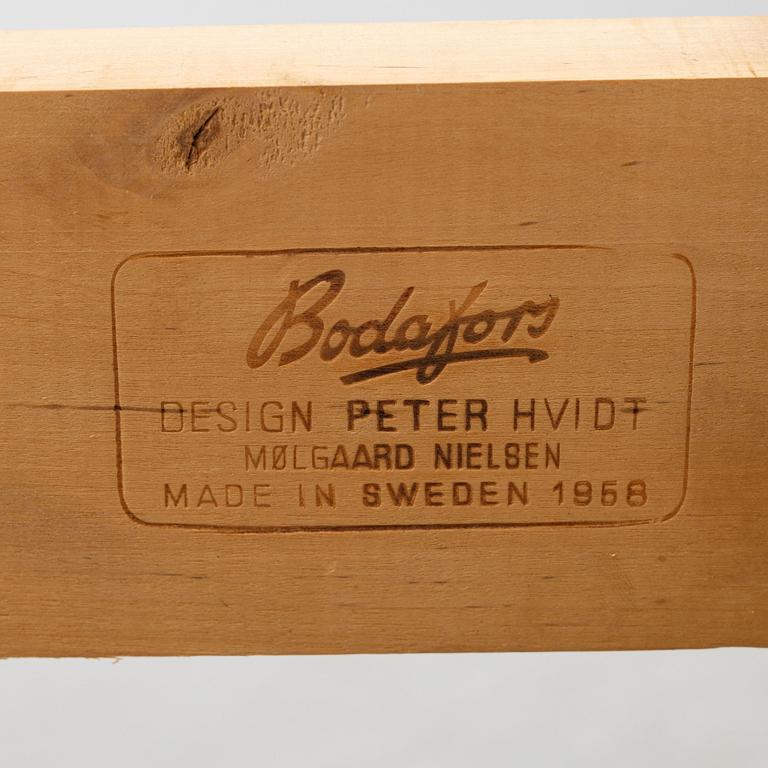 Bodafors
DESIGN PETER HVIDT
MØLGAARD NIELSEN
MADE IN SWEDEN 1958